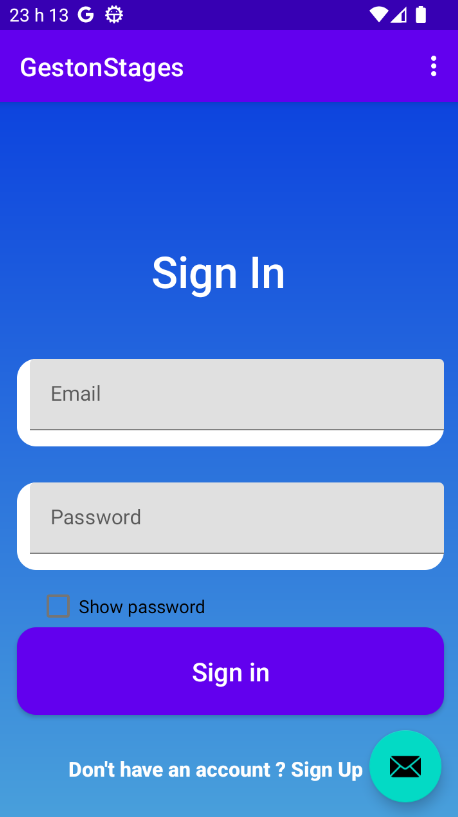 23 h 13 G
GestonStages
Sign In
Email
Password
Show password
Sign in
Don't have an account ? Sign Up